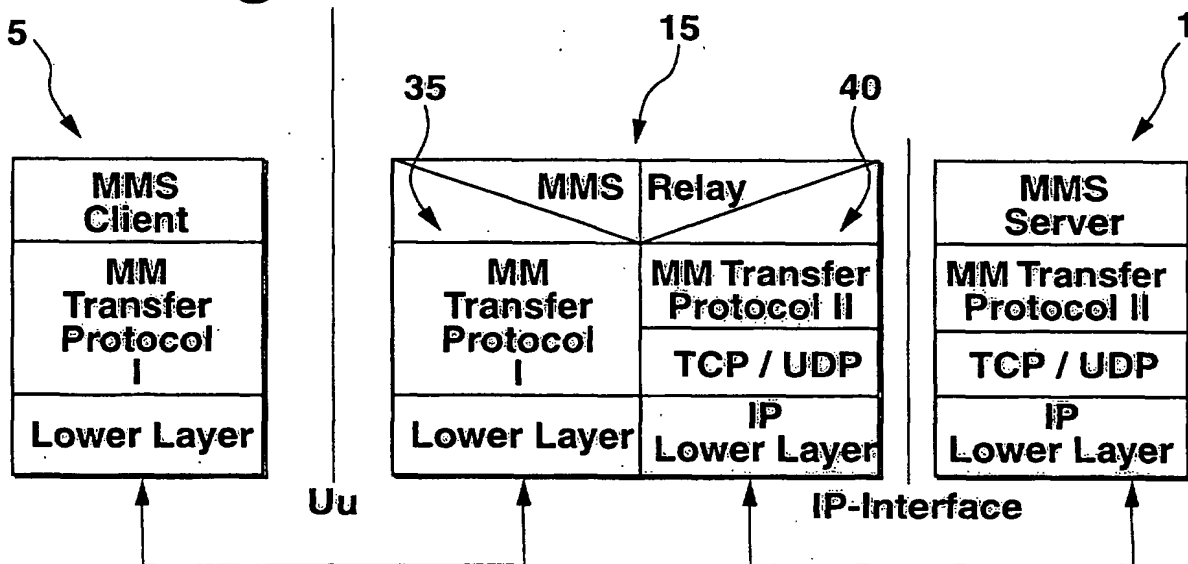 5
15
1
35
40
MMS
Client
MM
Transfer
Protocol
I
Lower Layer
MMS Relay
MM
Transfer
Protocol
I
Lower Layer
MM Transfer
Protocol II
TCP / UDP
IP
Lower Layer
MMS
Server
MM Transfer
Protocol II
TCP / UDP
IP
Lower Layer
Uu
IP-Interface